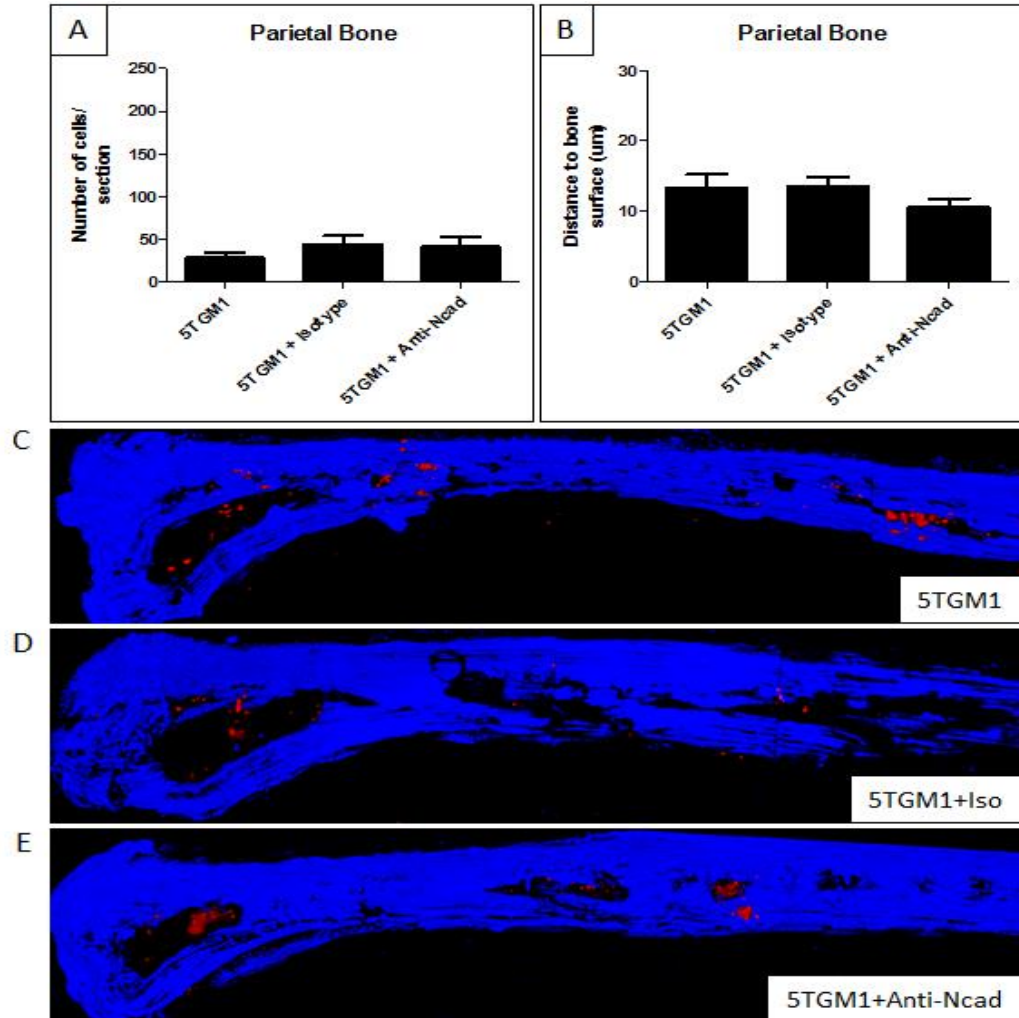 A
Parietal Bone
Number of cells/
section
250
200
150
100
50
0
5TGM1
5TGM1 + Isotype
5TGM1 + Anti-Ncad
B
Parietal Bone
Distance to bone
surface (um)
30
20
10
0
5TGM1
5TGM1 + Isotype
5TGM1 + Anti-Ncad
C
5TGM1
D
5TGM1+Iso
E
5TGM1+Anti-Ncad